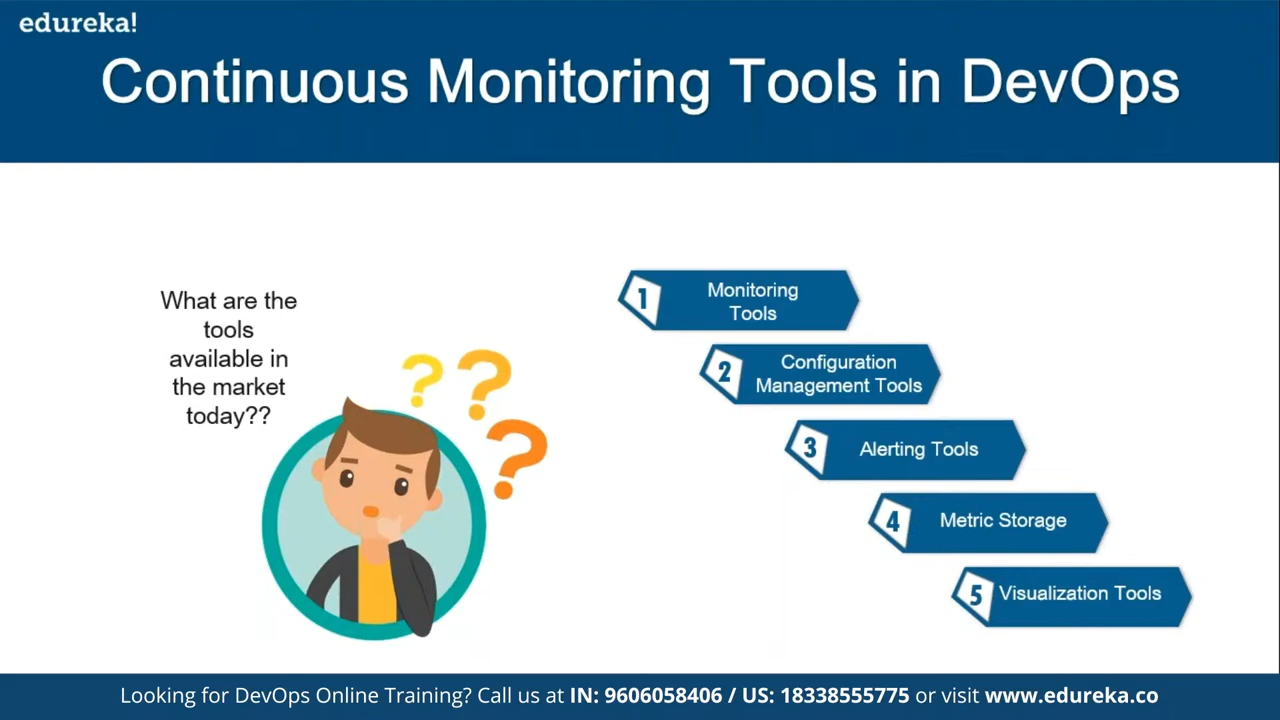 edureka!
Continuous Monitoring Tools in DevOps
What are the
tools
available in
the market
today??
? ? ?
1 Monitoring
Tools
2 Configuration
Management Tools
3 Alerting Tools
4 Metric Storage
5 Visualization Tools
Looking for DevOps Online Training? Call us at IN: 9606058406 / US: 18338555775 or visit www.edureka.co